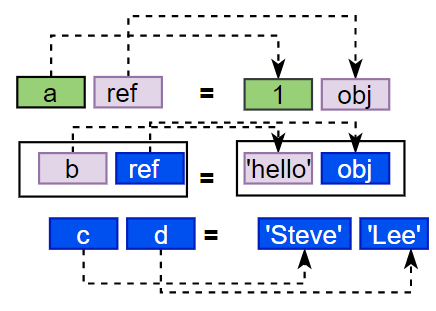 a ref = 1 obj
b ref = 'hello' obj
c d = 'Steve' 'Lee'